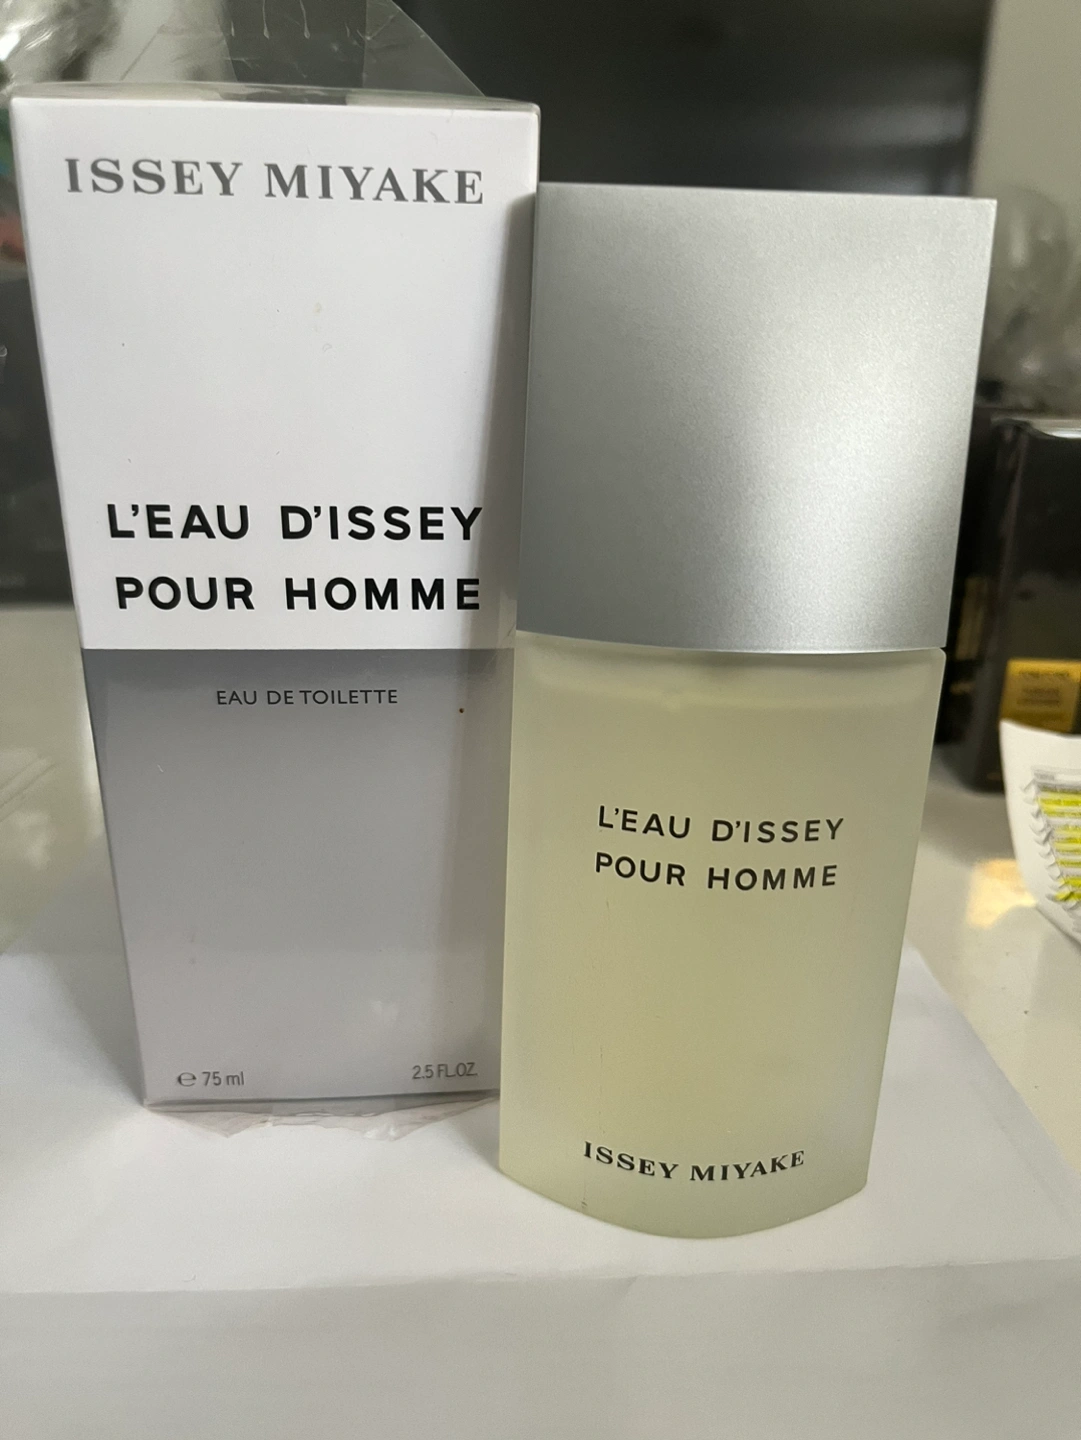 ISSEY MIYAKE
L'EAU D'ISSEY
POUR HOMME
EAU DE TOILETTE
℮ 75 ml
2.5 FL.OZ.
L'EAU D'ISSEY
POUR HOMME
ISSEY MIYAKE